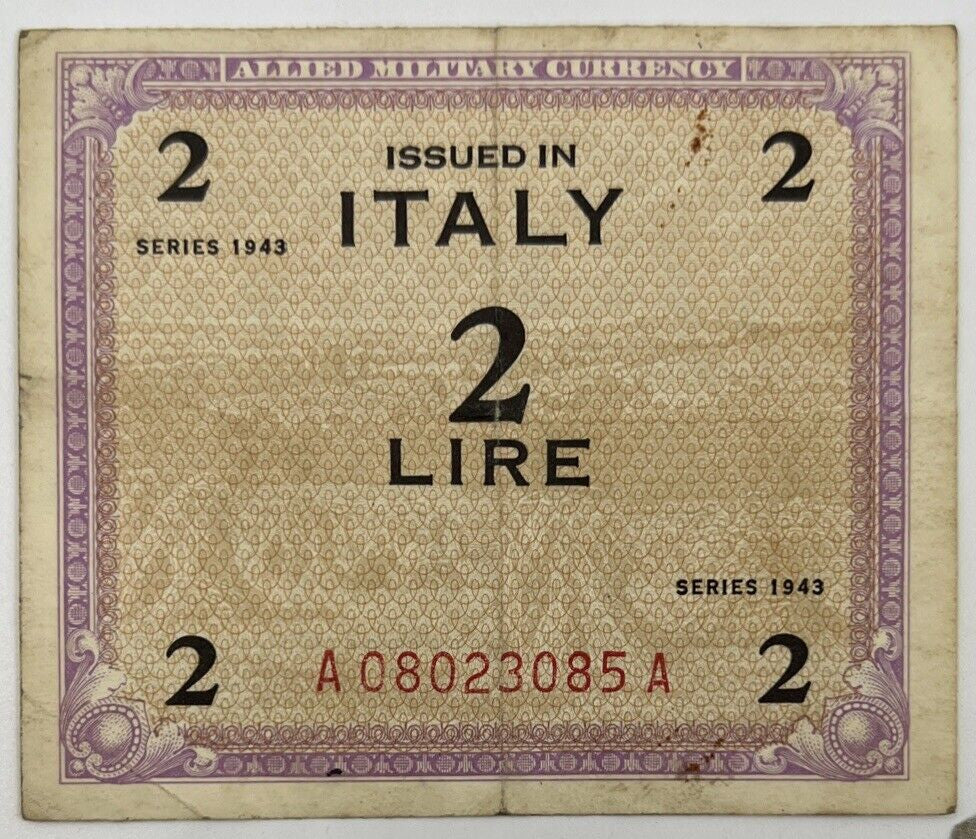 ALLIED MILITARY CURRENCY
2 ISSUED IN 2
ITALY
SERIES 1943
2
LIRE
SERIES 1943
2 A08023085A 2